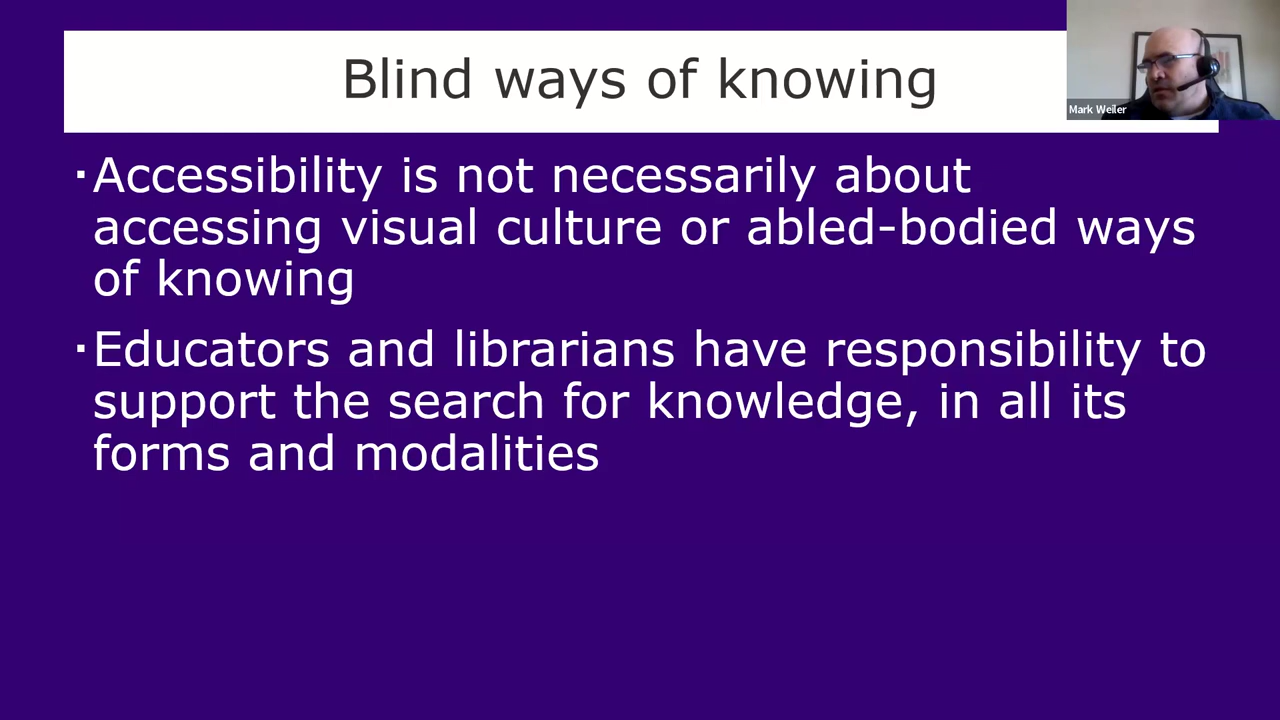 Blind ways of knowing
Mark Weiler
▪Accessibility is not necessarily about
accessing visual culture or abled-bodied ways
of knowing
▪Educators and librarians have responsibility to
support the search for knowledge, in all its
forms and modalities